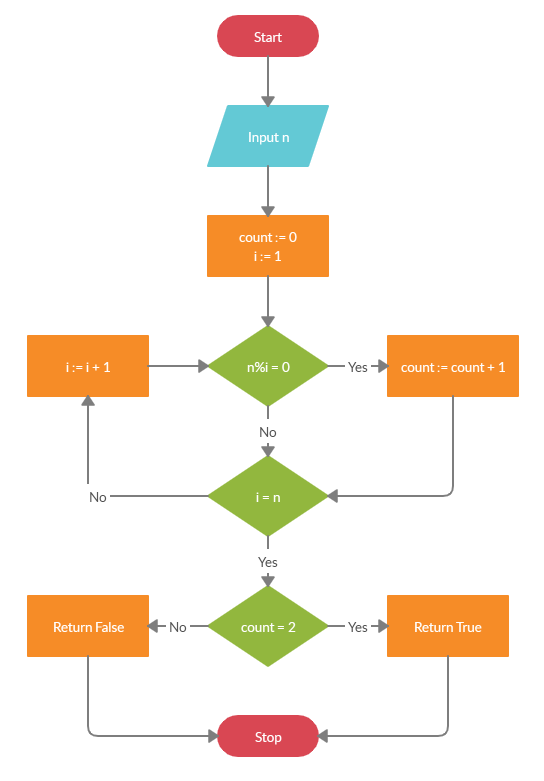 Start
Input n
count := 0
i := 1
i := i + 1
n%i = 0
Yes
count := count + 1
No
No
i = n
Yes
Return False
No
count = 2
Yes
Return True
Stop